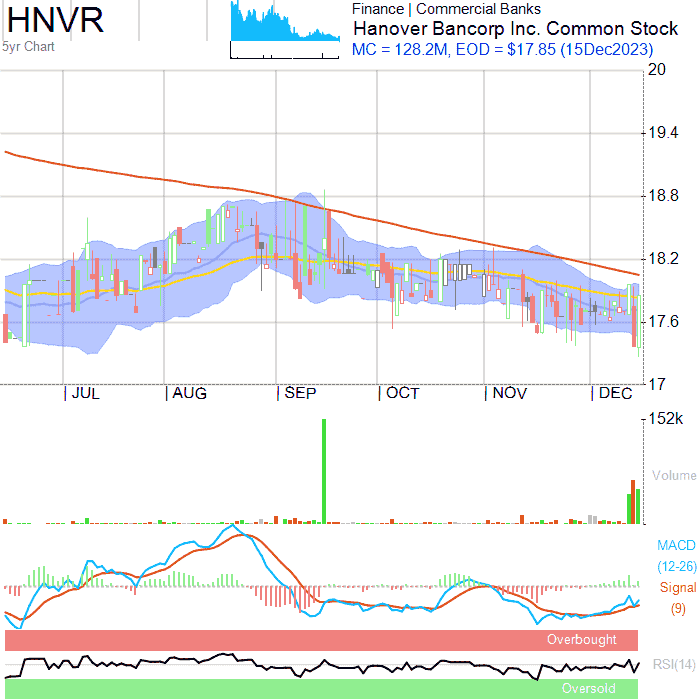 HNVR
5yr Chart
Finance | Commercial Banks
Hanover Bancorp Inc. Common Stock
MC = 128.2M, EOD = $17.85 (15Dec2023)
20
19.4
18.8
18.2
17.6
17
JUL AUG SEP OCT NOV DEC
152k
Volume
MACD
(12-26)
Signal
(9)
Overbought
RSI(14)
Oversold